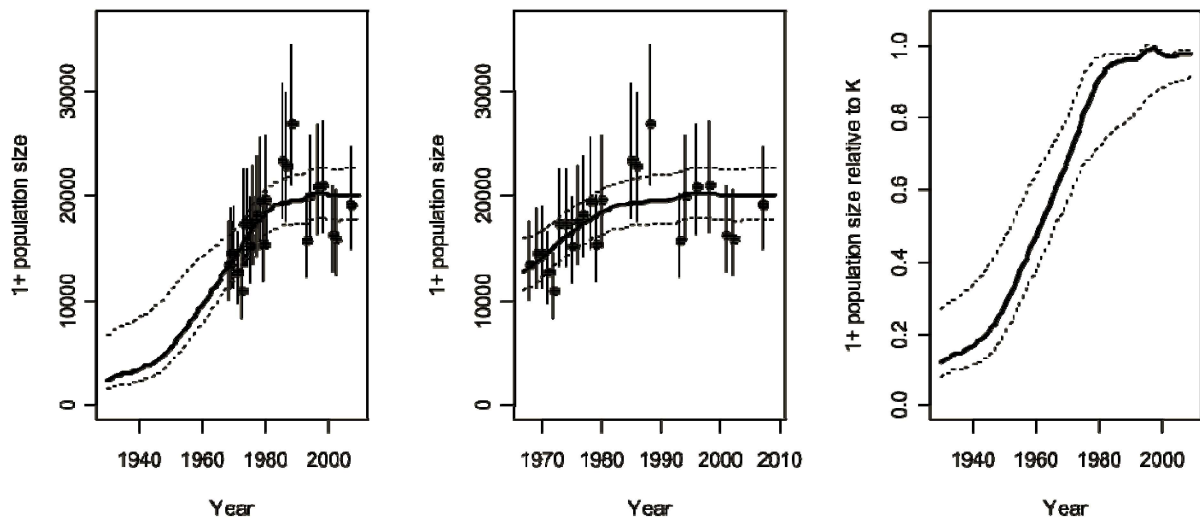 1+ population size
30000
20000
10000
0
1940 1960 1980 2000
Year
1+ population size
30000
20000
10000
0
1970 1980 1990 2000 2010
Year
1+ population size relative to K
1.0
0.8
0.6
0.4
0.2
0.0
1940 1960 1980 2000
Year